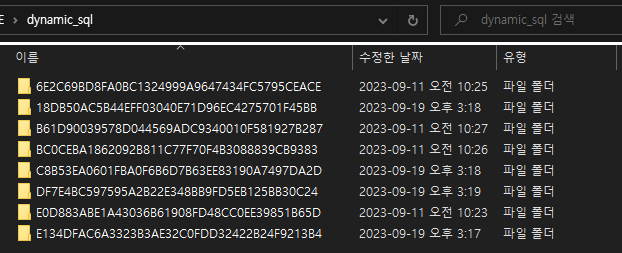 E > dynamic_sql dynamic_sql 검색
이름 수정한 날짜 유형
6E2C69BD8FA0BC1324999A9647434FC5795CEACE 2023-09-11 오전 10:25 파일 폴더
18DB50AC5B44EFF03040E71D96EC4275701F45BB 2023-09-19 오후 3:18 파일 폴더
B61D90039578D044569ADC9340010F581927B287 2023-09-11 오전 10:27 파일 폴더
BC0CEBA1862092B811C77F70F4B3088839CB9383 2023-09-11 오전 10:26 파일 폴더
C8B53EA0601FBA0F6B6D7B63EE83190A7497DA2D 2023-09-19 오후 3:18 파일 폴더
DF7E4BC597595A2B22E348BB9FD5EB125BB30C24 2023-09-19 오후 3:19 파일 폴더
E0D883ABE1A43036B61908FD48CC0EE39851B65D 2023-09-11 오전 10:23 파일 폴더
E134DFAC6A3323B3AE32C0FDD32422B24F9213B4 2023-09-19 오후 3:17 파일 폴더